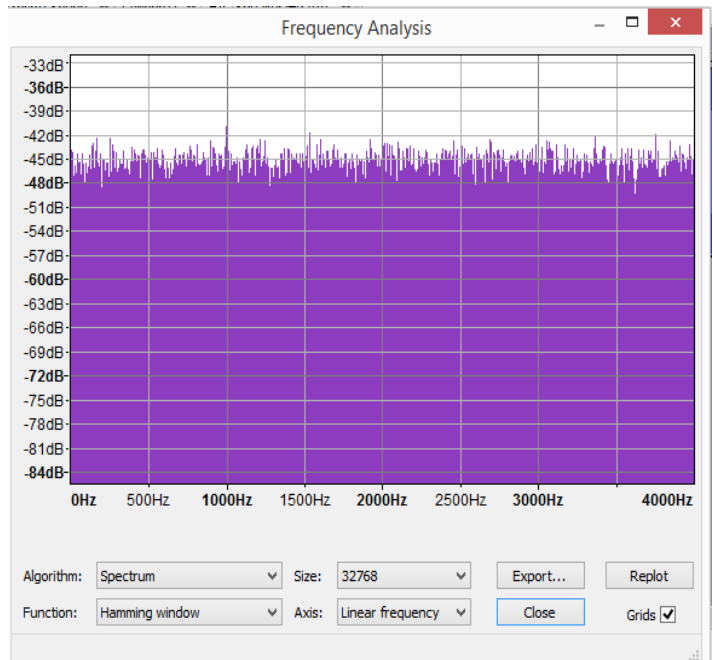 Frequency Analysis
-33dB
-36dB
-39dB
-42dB
-45dB
-48dB
-51dB
-54dB
-57dB
-60dB
-63dB
-66dB
-69dB
-72dB
-75dB
-78dB
-81dB
-84dB
0Hz 500Hz 1000Hz 1500Hz 2000Hz 2500Hz 3000Hz 4000Hz
Algorithm: Spectrum Size: 32768 Export... Replot
Function: Hamming window Axis: Linear frequency Close Grids